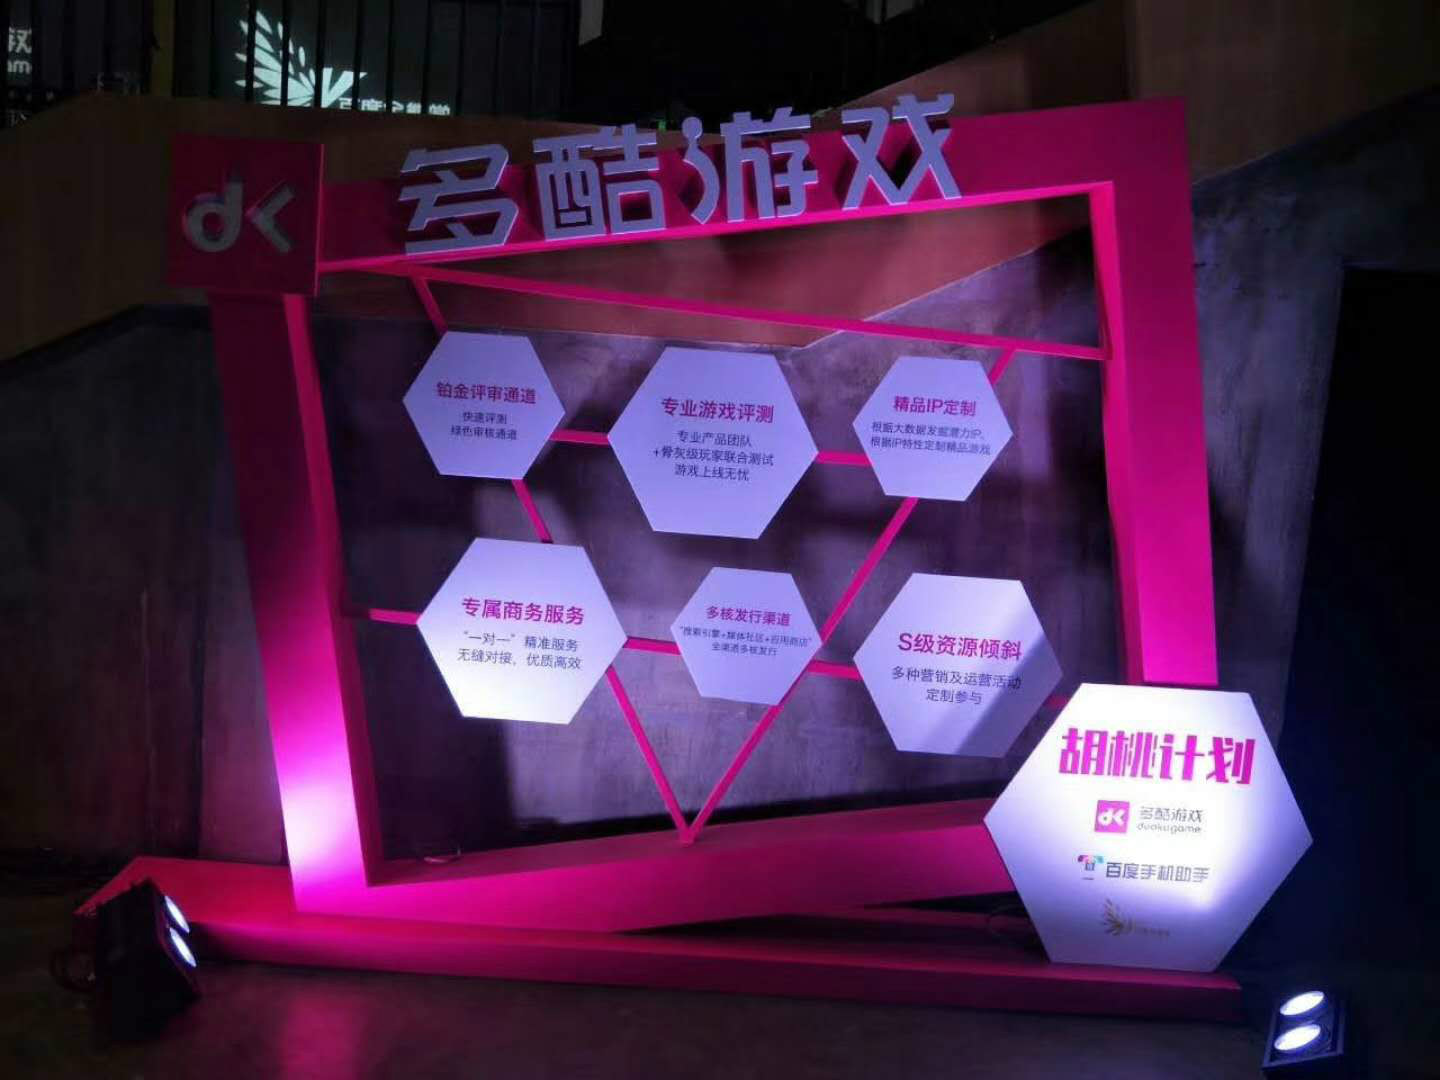 dk
多酷游戏
铂金评审通道
快速评测
绿色审核通道
专业游戏评测
专业产品团队
+骨灰级玩家联合测试
游戏上线无忧
精品IP定制
根据大数据发掘潜力IP，
根据IP特性定制精品游戏
专属商务服务
“一对一”精准服务
无缝对接，优质高效
多核发行渠道
“搜索引擎+媒体社区+应用商店”
全渠道多核发行
S级资源倾斜
多种营销及运营活动
定制参与
胡桃计划
dk 多酷游戏
duokugame
百度手机助手